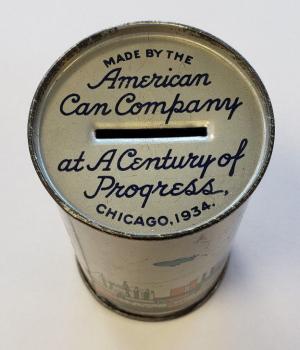 MADE BY THE
American
Can Company
at A Century of
Progress,
CHICAGO, 1934.